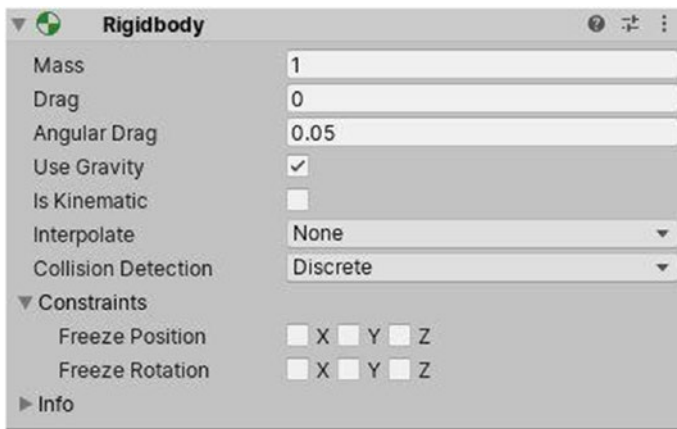 Rigidbody
Mass 1
Drag 0
Angular Drag 0.05
Use Gravity
Is Kinematic
Interpolate None
Collision Detection Discrete
Constraints
Freeze Position X Y Z
Freeze Rotation X Y Z
Info